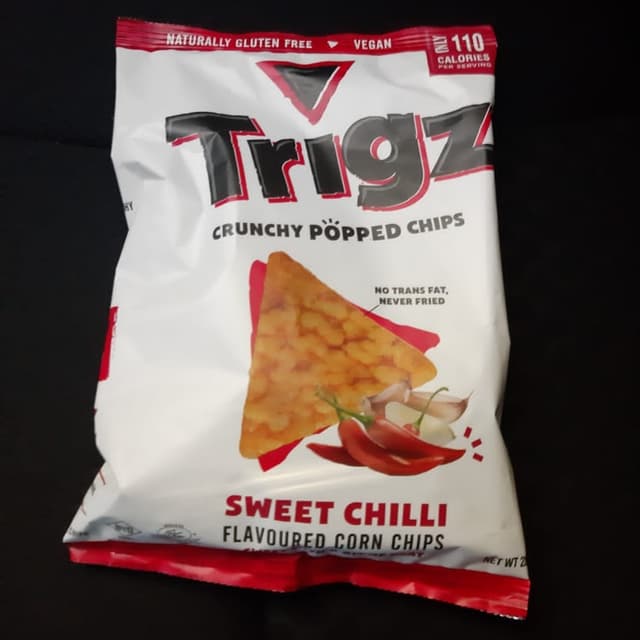 NATURALLY GLUTEN FREE VEGAN
ONLY 110
CALORIES
PER SERVING
Trigz
CRUNCHY POPPED CHIPS
NO TRANS FAT,
NEVER FRIED
SWEET CHILLI
FLAVOURED CORN CHIPS
NET WT